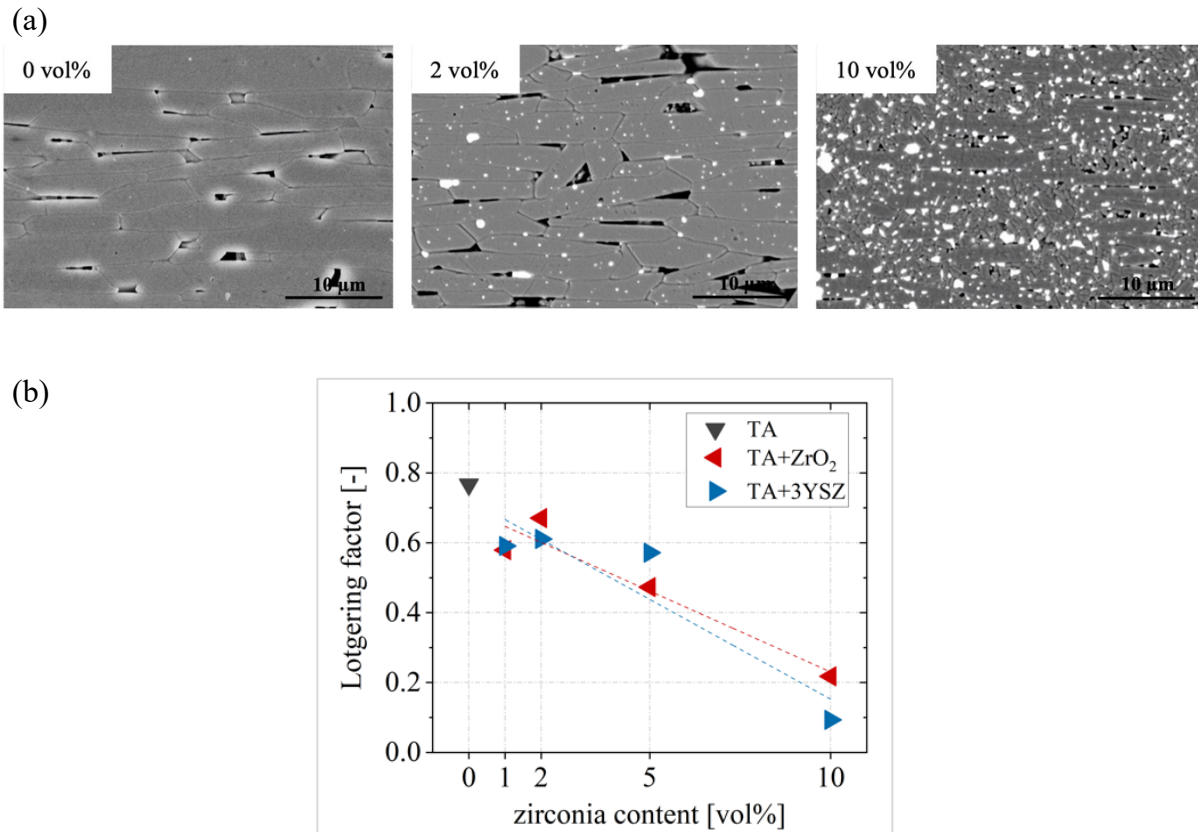 (a)
0 vol%
2 vol%
10 vol%
10 µm
10 µm
10 µm
(b)
1.0
0.8
0.6
0.4
0.2
0.0
Lotgering factor [-]
TA
TA+ZrO₂
TA+3YSZ
0 1 2 5 10
zirconia content [vol%]